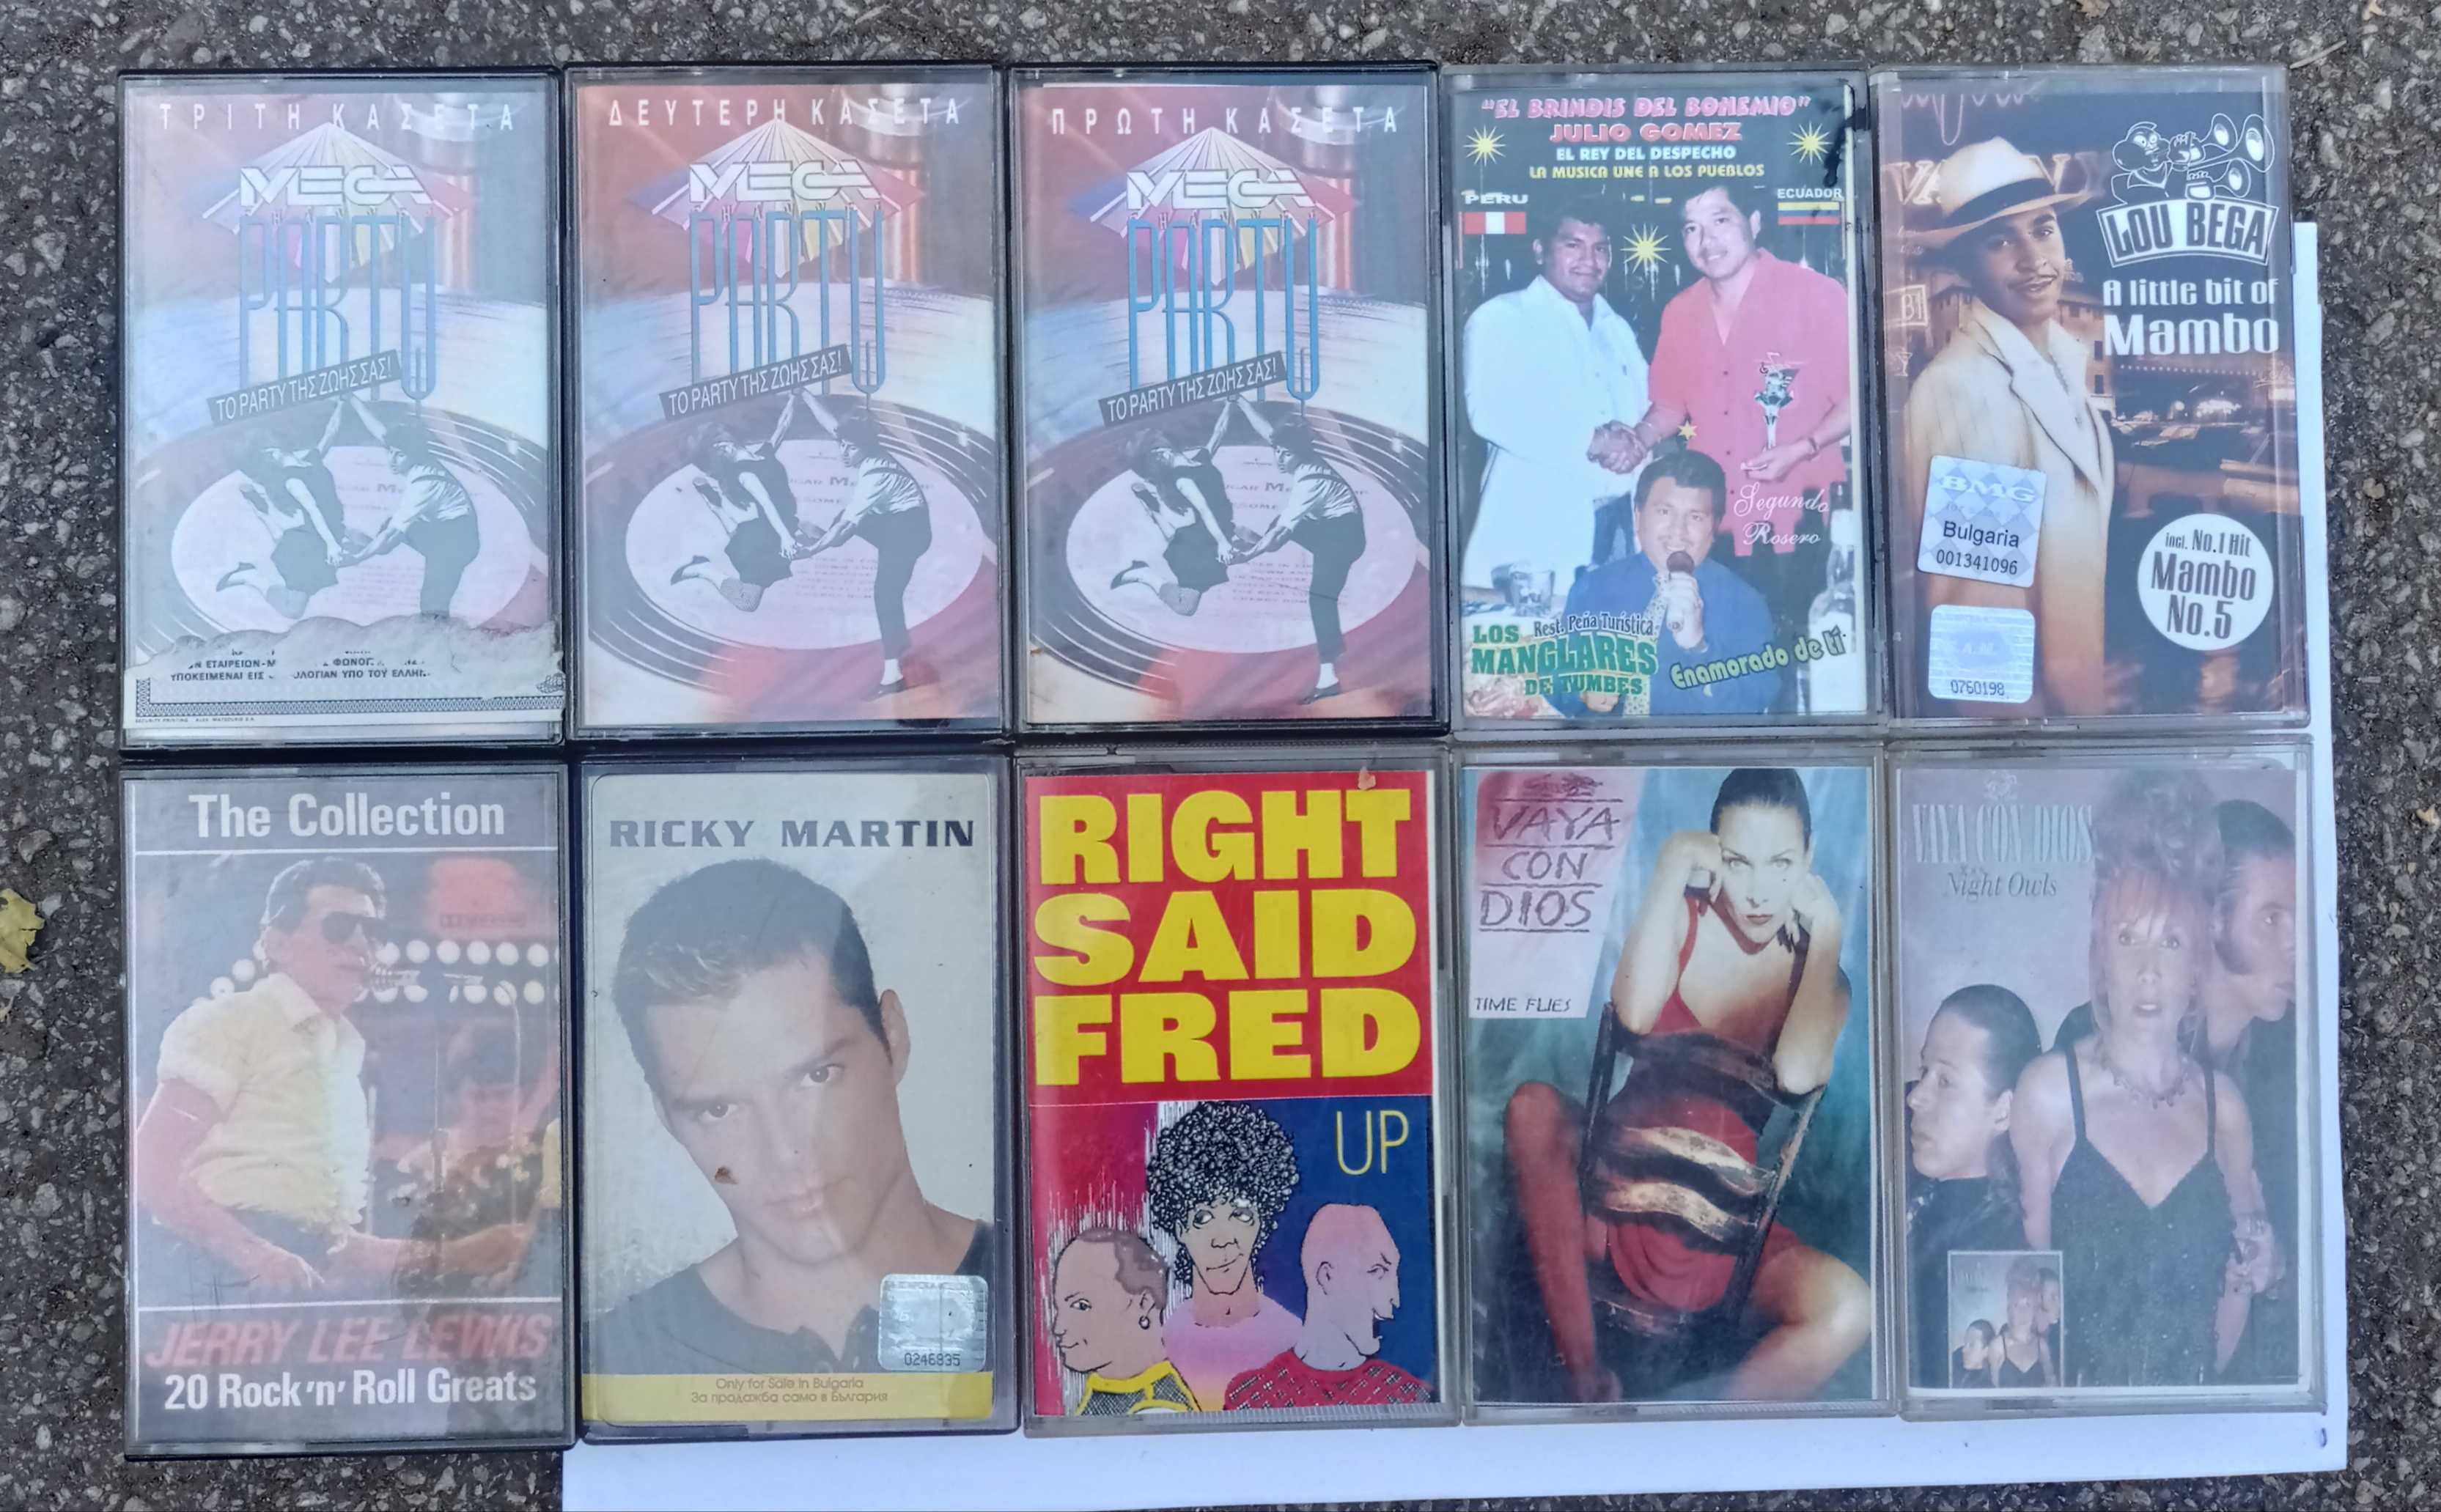 ΤΡΙΤΗ ΚΑΣΕΤΑ
MEGA
PARTY
ΤΟ PARTY ΤΗΣ ΖΩΗΣ ΣΑΣ!
ΥΠΟΚΕΙΜΕΝΑΙ ΕΙΣ
ΥΠΟ ΤΟΥ
ΔΕΥΤΕΡΗ ΚΑΣΕΤΑ
MEGA
PARTY
ΤΟ PARTY ΤΗΣ ΖΩΗΣ ΣΑΣ!
ΠΡΩΤΗ ΚΑΣΕΤΑ
MEGA
PARTY
ΤΟ PARTY ΤΗΣ ΖΩΗΣ ΣΑΣ!
"EL BRINDIS DEL BOHEMIO"
JULIO GOMEZ
EL REY DEL DESPECHO
LA MUSICA UNE A LOS PUEBLOS
PERU
ECUADOR
Segundo
Rosero
LOS Rest. Peña Turística
MANGLARES
DE TUMBES
Enamorado de tí
LOU BEGA
A little bit of
Mambo
BMG
Bulgaria
001341096
incl. No.1 Hit
Mambo
No.5
0760198
The Collection
JERRY LEE LEWIS
20 Rock 'n' Roll Greats
RICKY MARTIN
0246835
Only for Sale in Bulgaria
За продажба само в България
RIGHT
SAID
FRED
UP
VAYA
CON
DIOS
TIME FLIES
VAYA CON DIOS
Night Owls